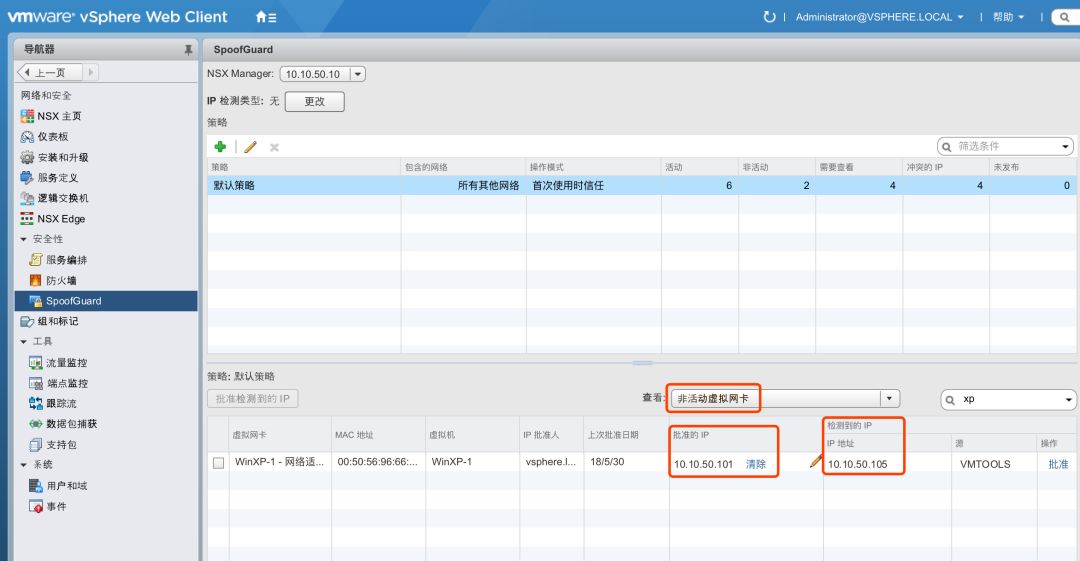 vmware® vSphere Web Client
Administrator@VSPHERE.LOCAL
帮助
导航器
上一页
网络和安全
NSX 主页
仪表板
安装和升级
服务定义
逻辑交换机
NSX Edge
安全性
服务编排
防火墙
SpoofGuard
组和标记
工具
流量监控
端点监控
跟踪流
数据包捕获
支持包
系统
用户和域
事件
SpoofGuard
NSX Manager: 10.10.50.10
IP 检测类型: 无 更改
策略
筛选条件
策略 包含的网络 操作模式 活动 非活动 需要查看 冲突的 IP 未发布
默认策略 所有其他网络 首次使用时信任 6 2 4 4 0
策略: 默认策略
批准检测到的 IP 查看: 非活动虚拟网卡 xp
检测到的 IP
虚拟网卡 MAC 地址 虚拟机 IP 批准人 上次批准日期 批准的 IP IP 地址 源 操作
WinXP-1 - 网络适... 00:50:56:96:66:... WinXP-1 vsphere.l... 18/5/30 10.10.50.101 清除 10.10.50.105 VMTOOLS 批准